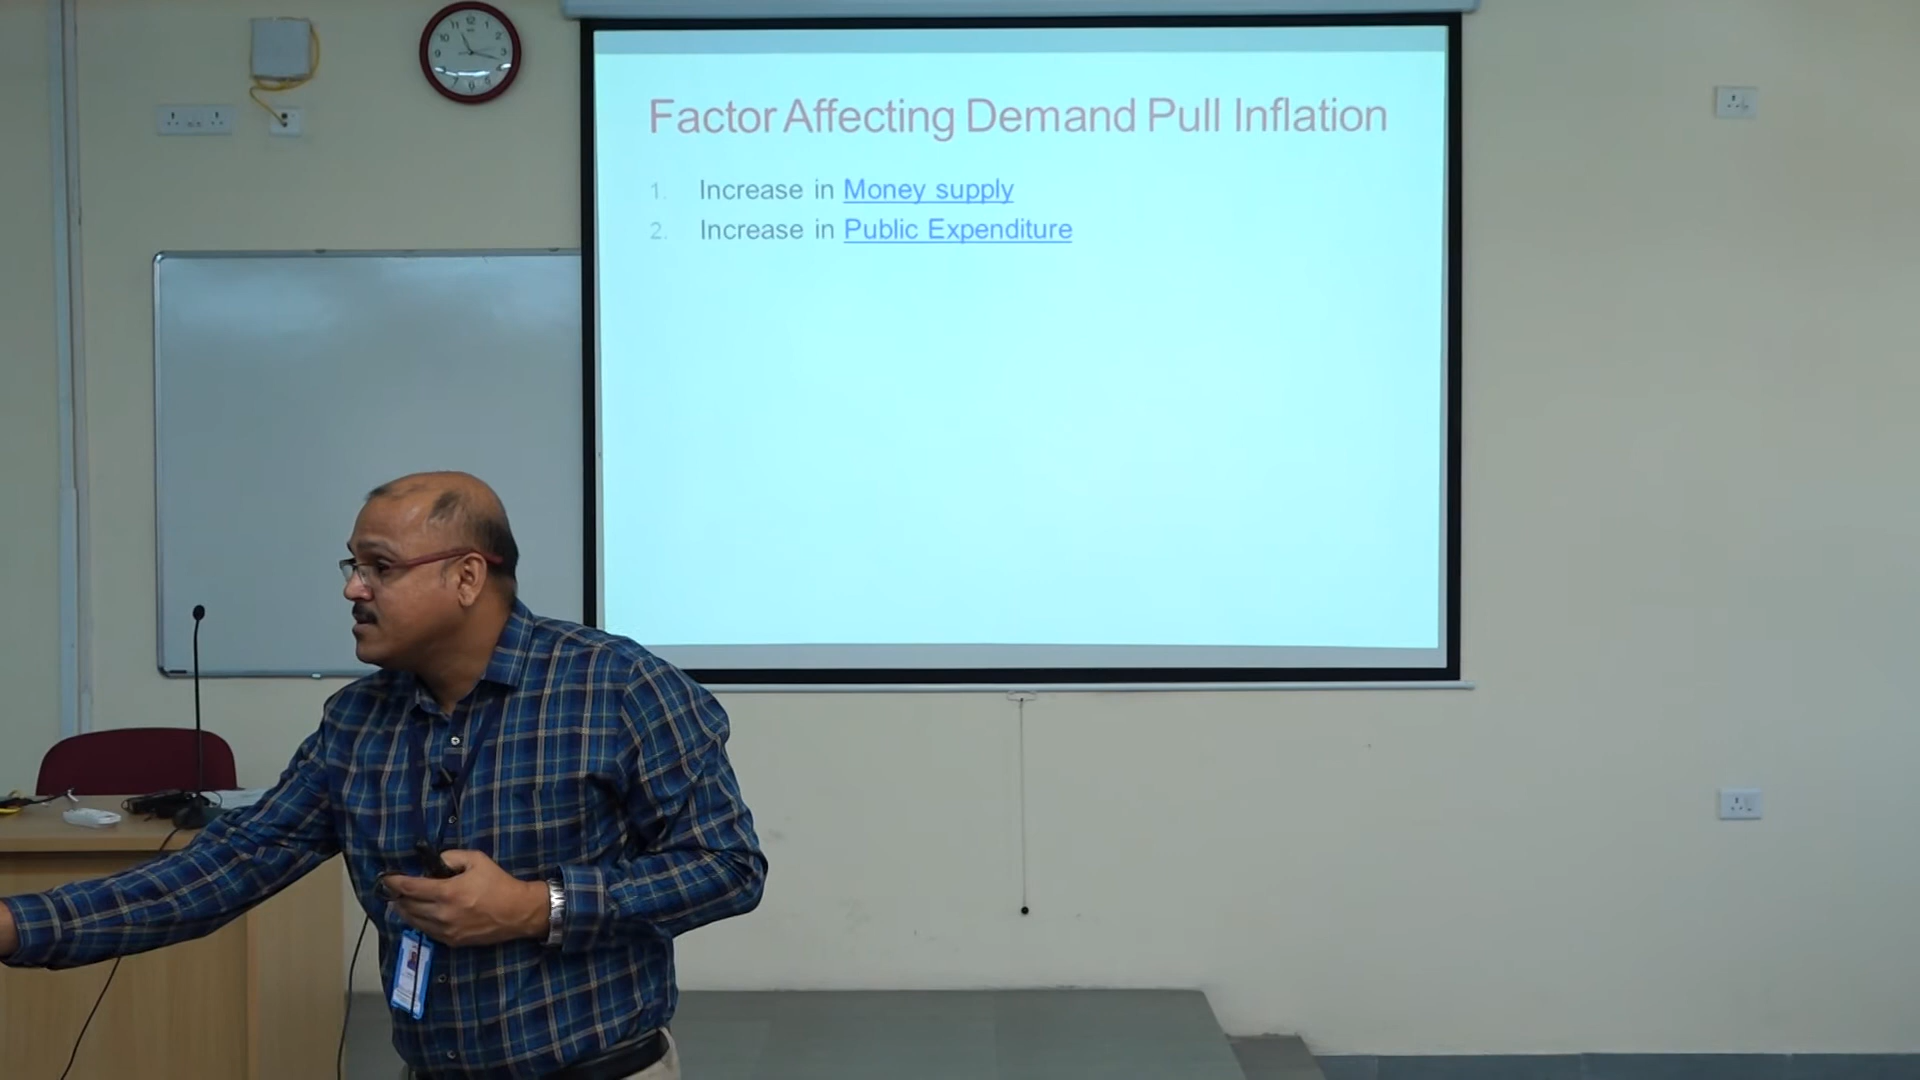 Factor Affecting Demand Pull Inflation
1. Increase in Money supply
2. Increase in Public Expenditure